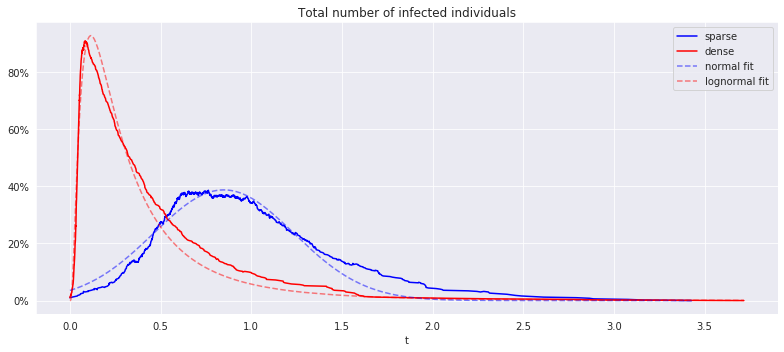 Total number of infected individuals
sparse
dense
normal fit
lognormal fit
80%
60%
40%
20%
0%
0.0 0.5 1.0 1.5 2.0 2.5 3.0 3.5
t